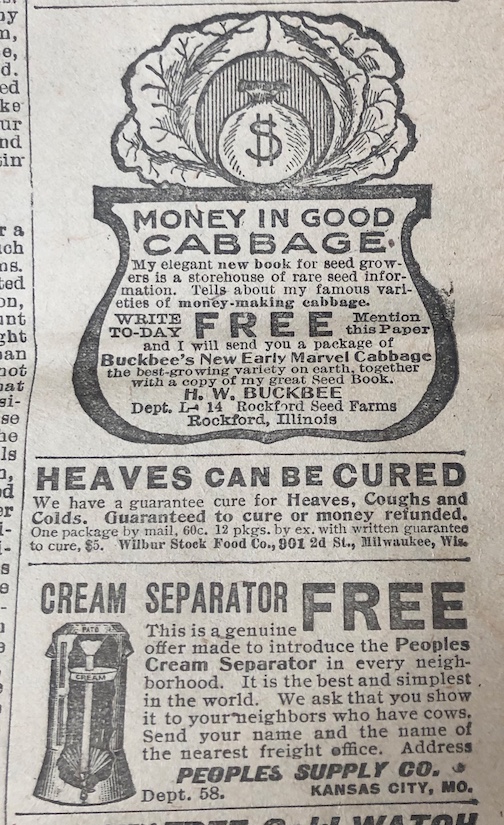 $
MONEY IN GOOD
CABBAGE.
My elegant new book for seed grow-
ers is a storehouse of rare seed infor-
mation. Tells about my famous vari-
eties of money-making cabbage.
WRITE TO-DAY FREE Mention this Paper
and I will send you a package of
Buckbee's New Early Marvel Cabbage
the best-growing variety on earth, together
with a copy of my great Seed Book.
H. W. BUCKBEE
Dept. L- 14 Rockford Seed Farms
Rockford, Illinois
HEAVES CAN BE CURED
We have a guarantee cure for Heaves, Coughs and
Colds. Guaranteed to cure or money refunded.
One package by mail, 60c. 12 pkgs. by ex. with written guarantee
to cure, $5. Wilbur Stock Food Co., 901 2d St., Milwaukee, Wis.
CREAM SEPARATOR FREE
PATD
CREAM
This is a genuine
offer made to introduce the Peoples
Cream Separator in every neigh-
borhood. It is the best and simplest
in the world. We ask that you show
it to your neighbors who have cows.
Send your name and the name of
the nearest freight office. Address
PEOPLES SUPPLY CO.
Dept. 58. KANSAS CITY, MO.